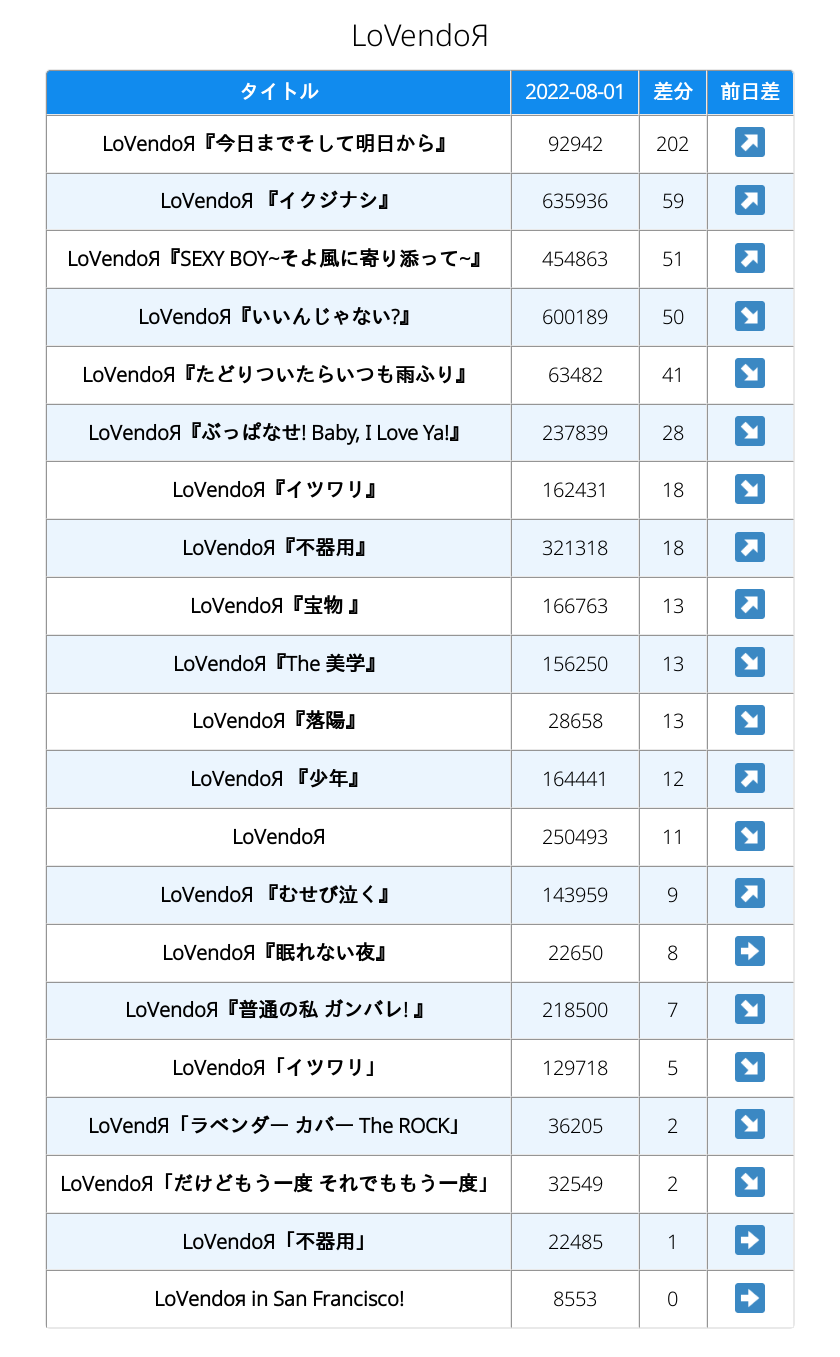 LoVendoЯ
タイトル 2022-08-01 差分 前日差
LoVendoЯ『今日までそして明日から』 92942 202 ↗
LoVendoЯ 『イクジナシ』 635936 59 ↗
LoVendoЯ『SEXY BOY~そよ風に寄り添って~』 454863 51 ↗
LoVendoЯ『いいんじゃない?』 600189 50 ↘
LoVendoЯ『たどりついたらいつも雨ふり』 63482 41 ↘
LoVendoЯ『ぶっぱなせ! Baby, I Love Ya!』 237839 28 ↘
LoVendoЯ『イツワリ』 162431 18 ↘
LoVendoЯ『不器用』 321318 18 ↗
LoVendoЯ『宝物 』 166763 13 ↗
LoVendoЯ『The 美学』 156250 13 ↘
LoVendoЯ『落陽』 28658 13 ↘
LoVendoЯ 『少年』 164441 12 ↗
LoVendoЯ 250493 11 ↘
LoVendoЯ 『むせび泣く』 143959 9 ↗
LoVendoЯ『眠れない夜』 22650 8 ➡
LoVendoЯ『普通の私 ガンバレ! 』 218500 7 ↘
LoVendoЯ「イツワリ」 129718 5 ↘
LoVendЯ「ラベンダー カバー The ROCK」 36205 2 ↘
LoVendoЯ「だけどもう一度 それでももう一度」 32549 2 ↘
LoVendoЯ「不器用」 22485 1 ➡
LoVendoя in San Francisco! 8553 0 ➡